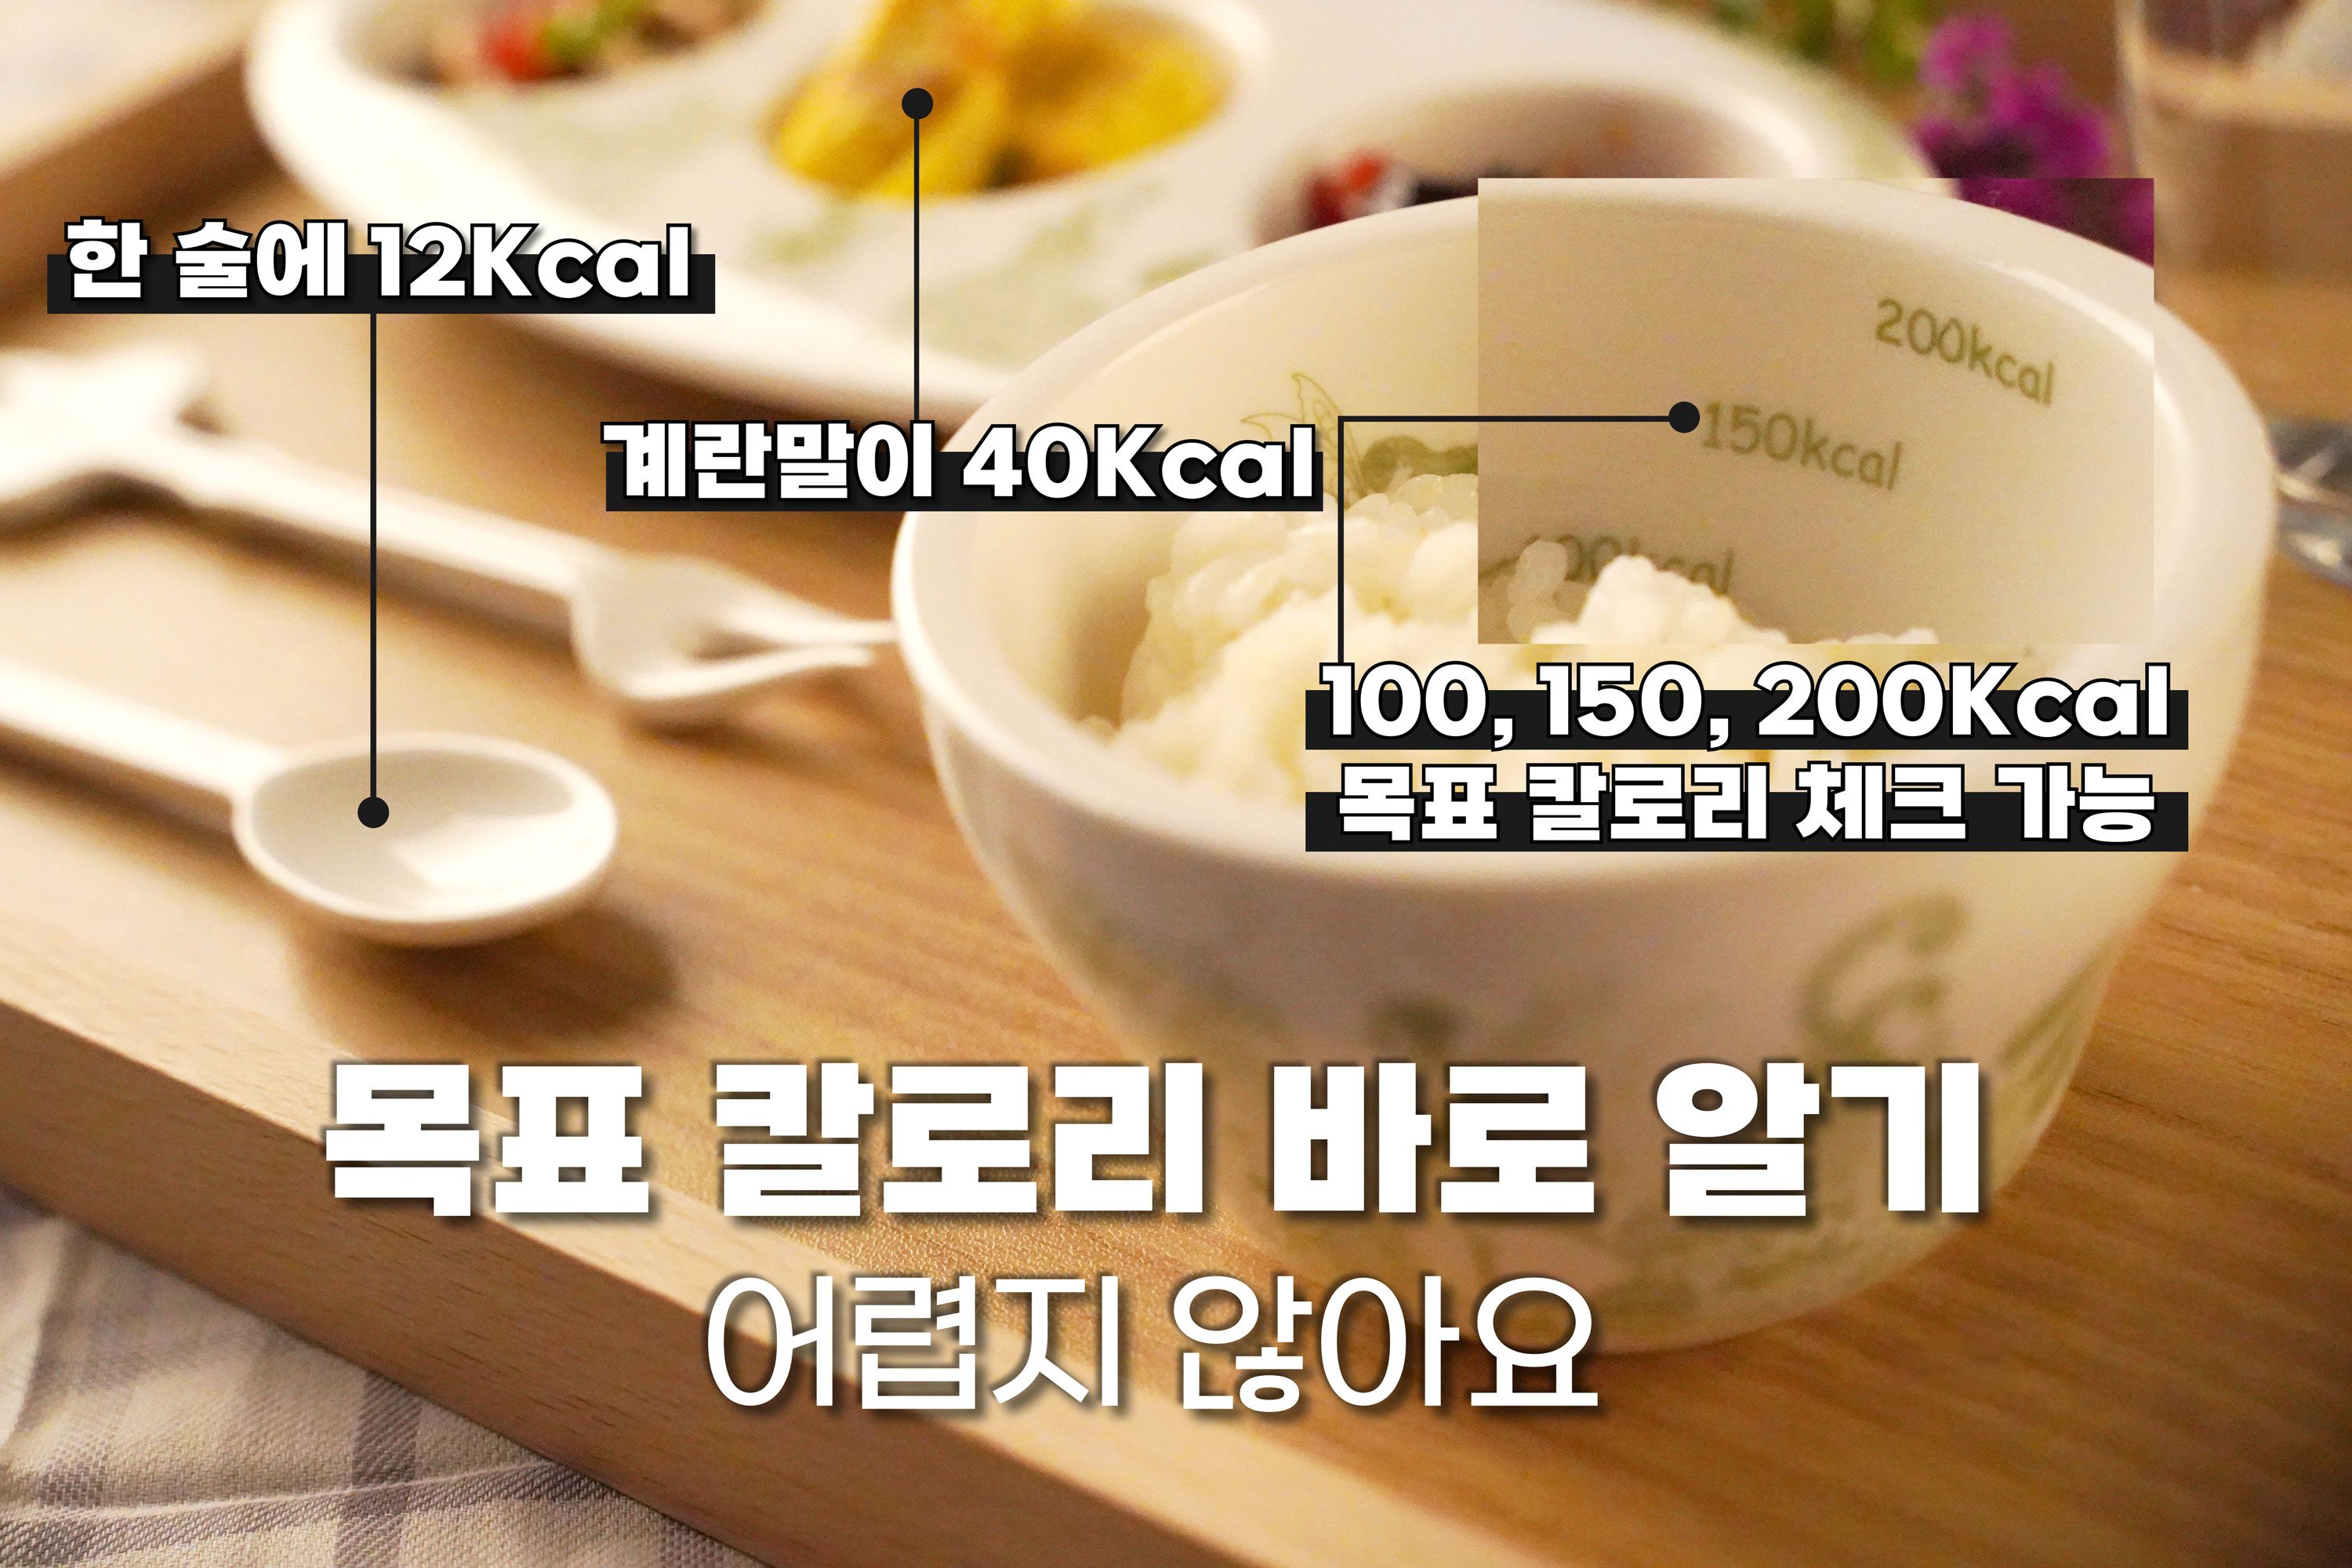 한 술에 12Kcal
계란말이 40Kcal
200kcal
150kcal
100kcal
100, 150, 200Kcal
목표 칼로리 체크 가능
목표 칼로리 바로 알기
어렵지 않아요